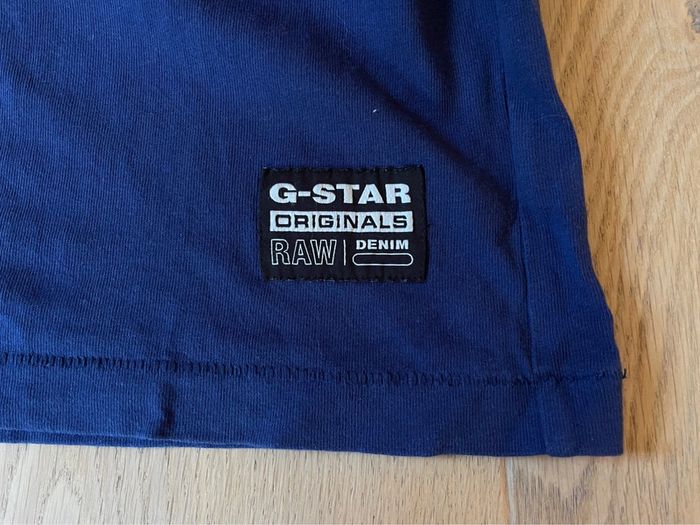 G-STAR
ORIGINALS
RAW | DENIM